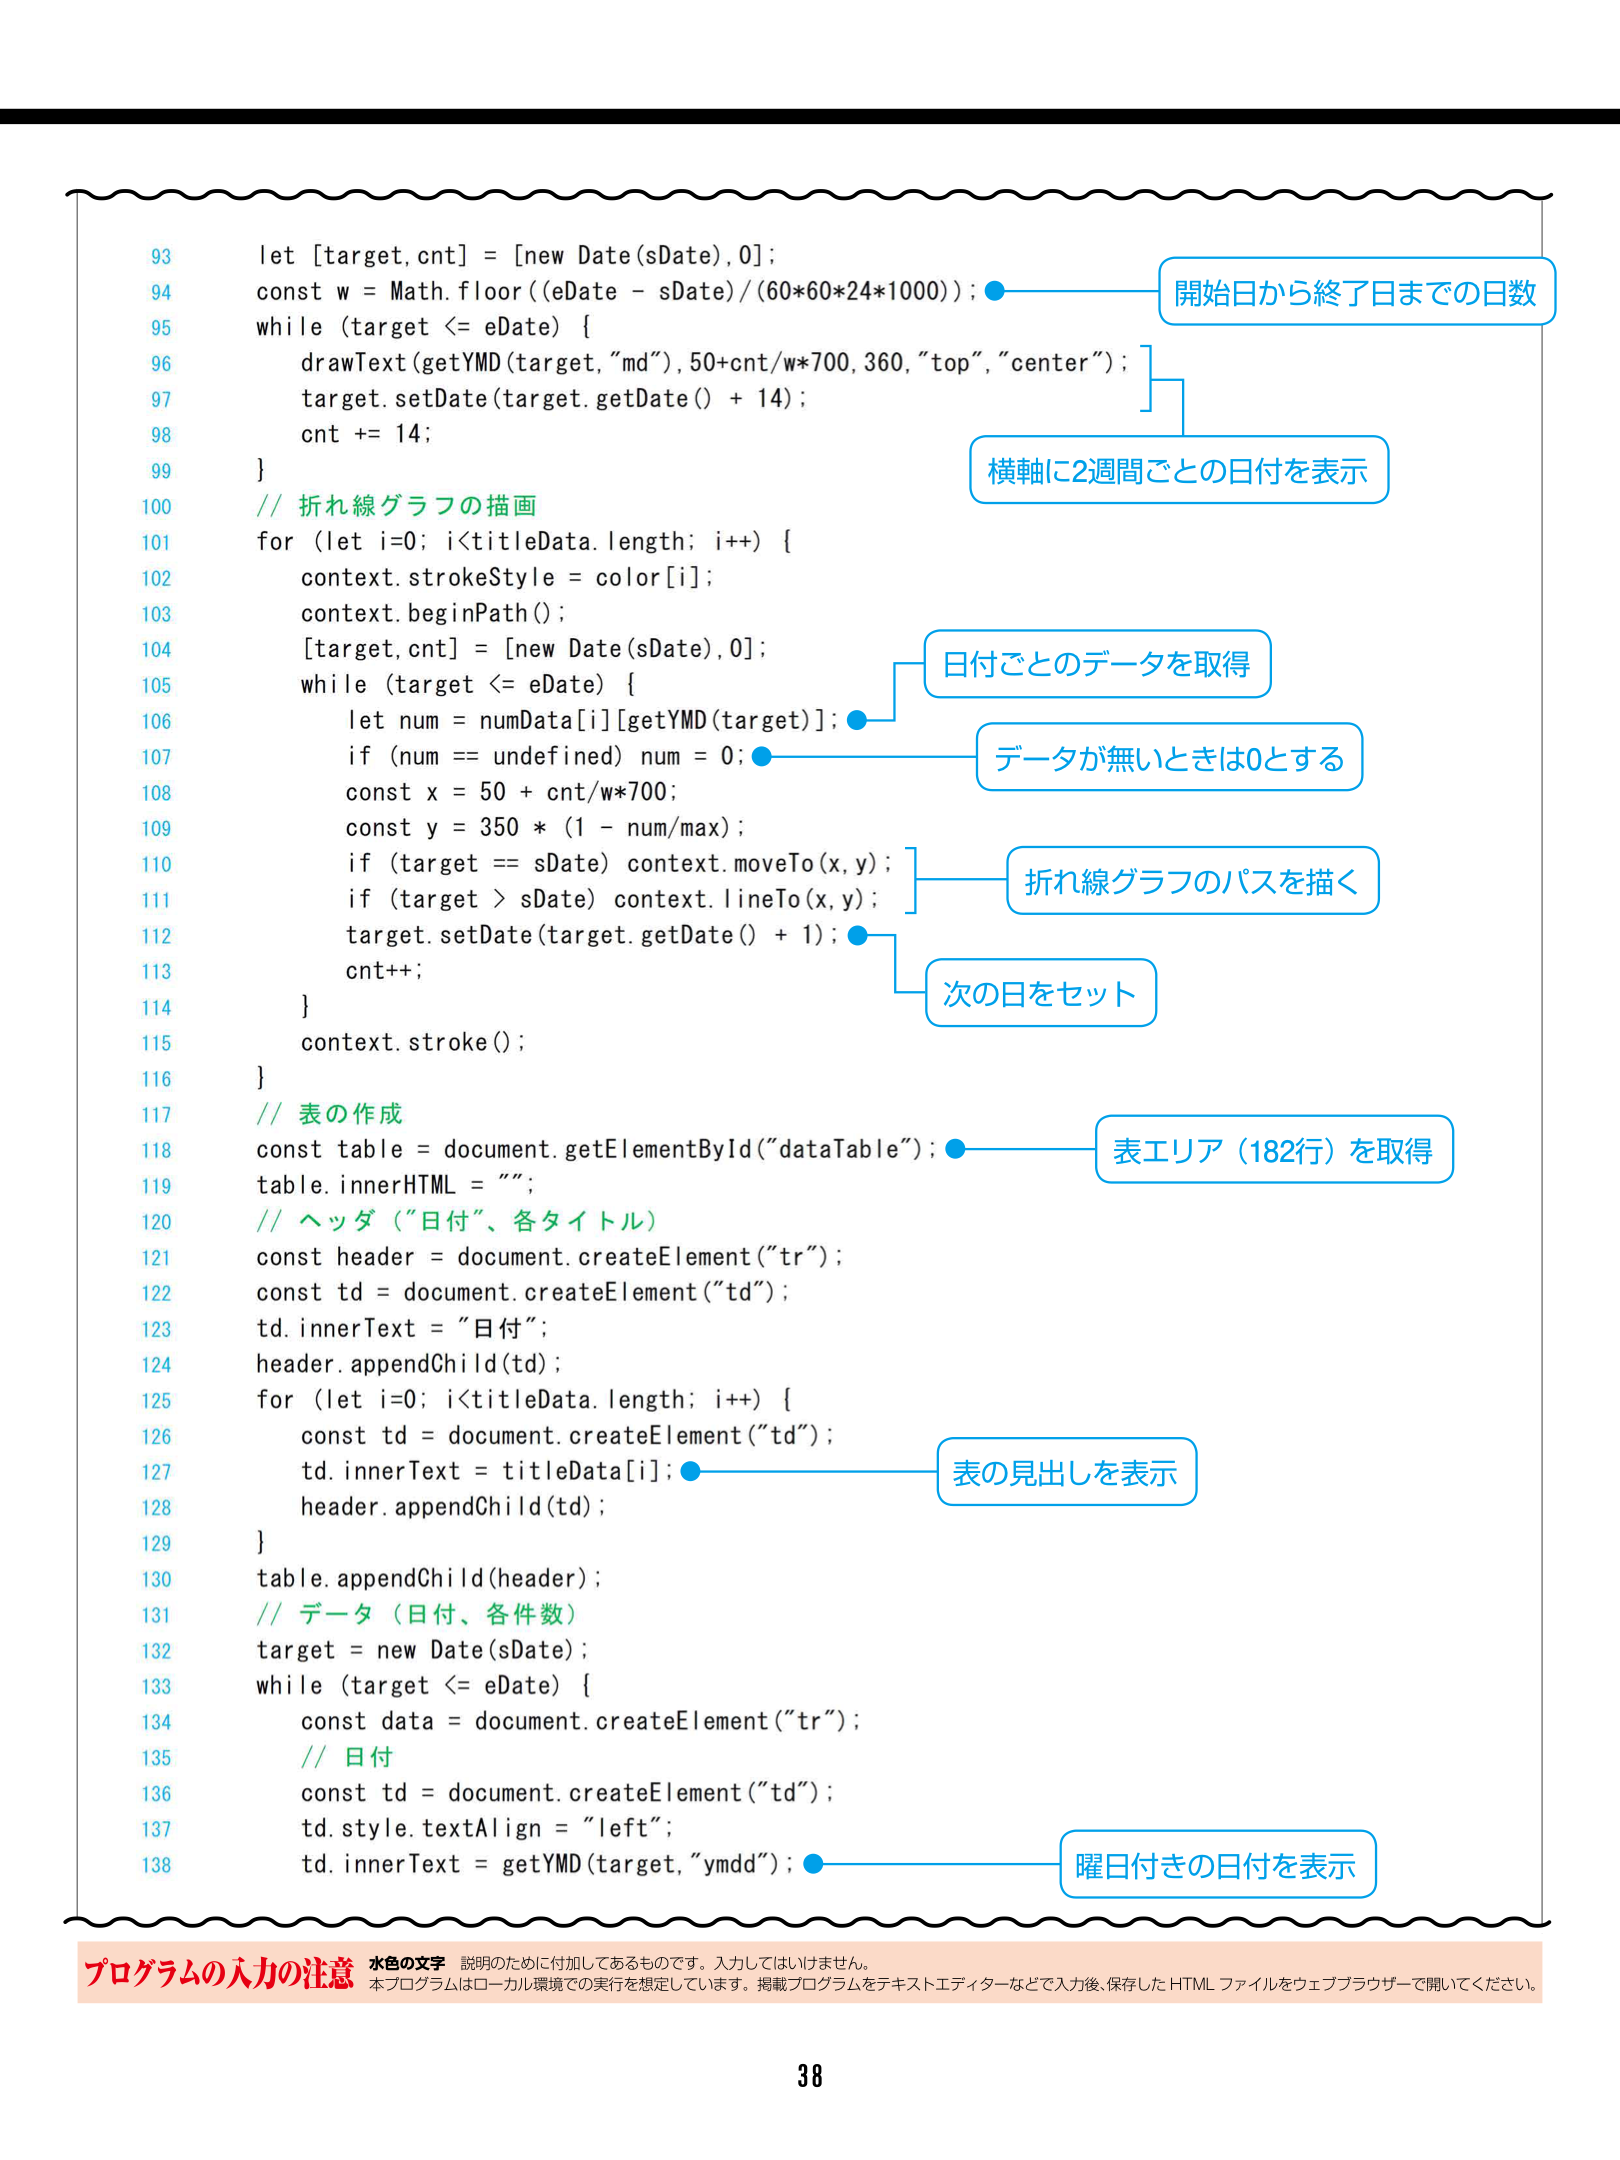 93 let [target,cnt] = [new Date(sDate),0];
94 const w = Math.floor((eDate - sDate)/(60*60*24*1000)); 開始日から終了日までの日数
95 while (target <= eDate) {
96 drawText(getYMD(target,"md"),50+cnt/w*700,360,"top","center");
97 target.setDate(target.getDate() + 14);
98 cnt += 14;
99 }
横軸に2週間ごとの日付を表示
100 // 折れ線グラフの描画
101 for (let i=0; i<titleData.length; i++) {
102 context.strokeStyle = color[i];
103 context.beginPath();
104 [target,cnt] = [new Date(sDate),0];
日付ごとのデータを取得
105 while (target <= eDate) {
106 let num = numData[i][getYMD(target)];
107 if (num == undefined) num = 0; データが無いときは0とする
108 const x = 50 + cnt/w*700;
109 const y = 350 * (1 - num/max);
110 if (target == sDate) context.moveTo(x,y);
折れ線グラフのパスを描く
111 if (target > sDate) context.lineTo(x,y);
112 target.setDate(target.getDate() + 1);
113 cnt++;
次の日をセット
114 }
115 context.stroke();
116 }
117 // 表の作成
118 const table = document.getElementById("dataTable"); 表エリア（182行）を取得
119 table.innerHTML = "";
120 // ヘッダ（"日付"、各タイトル）
121 const header = document.createElement("tr");
122 const td = document.createElement("td");
123 td.innerText = "日付";
124 header.appendChild(td);
125 for (let i=0; i<titleData.length; i++) {
126 const td = document.createElement("td");
127 td.innerText = titleData[i]; 表の見出しを表示
128 header.appendChild(td);
129 }
130 table.appendChild(header);
131 // データ（日付、各件数）
132 target = new Date(sDate);
133 while (target <= eDate) {
134 const data = document.createElement("tr");
135 // 日付
136 const td = document.createElement("td");
137 td.style.textAlign = "left";
138 td.innerText = getYMD(target,"ymdd"); 曜日付きの日付を表示
プログラムの入力の注意
水色の文字 説明のために付加してあるものです。入力してはいけません。
本プログラムはローカル環境での実行を想定しています。掲載プログラムをテキストエディターなどで入力後、保存した HTML ファイルをウェブブラウザーで開いてください。
38